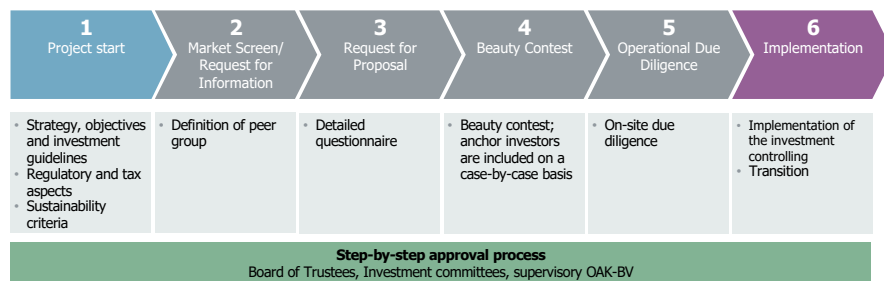 1
Project start
2
Market Screen/
Request for
Information
3
Request for
Proposal
4
Beauty Contest
5
Operational Due
Diligence
6
Implementation
• Strategy, objectives
and investment
guidelines
• Regulatory and tax
aspects
• Sustainability
criteria
• Definition of peer
group
• Detailed
questionnaire
• Beauty contest;
anchor investors
are included on a
case-by-case basis
• On-site due
diligence
• Implementation of
the investment
controlling
• Transition
Step-by-step approval process
Board of Trustees, Investment committees, supervisory OAK-BV